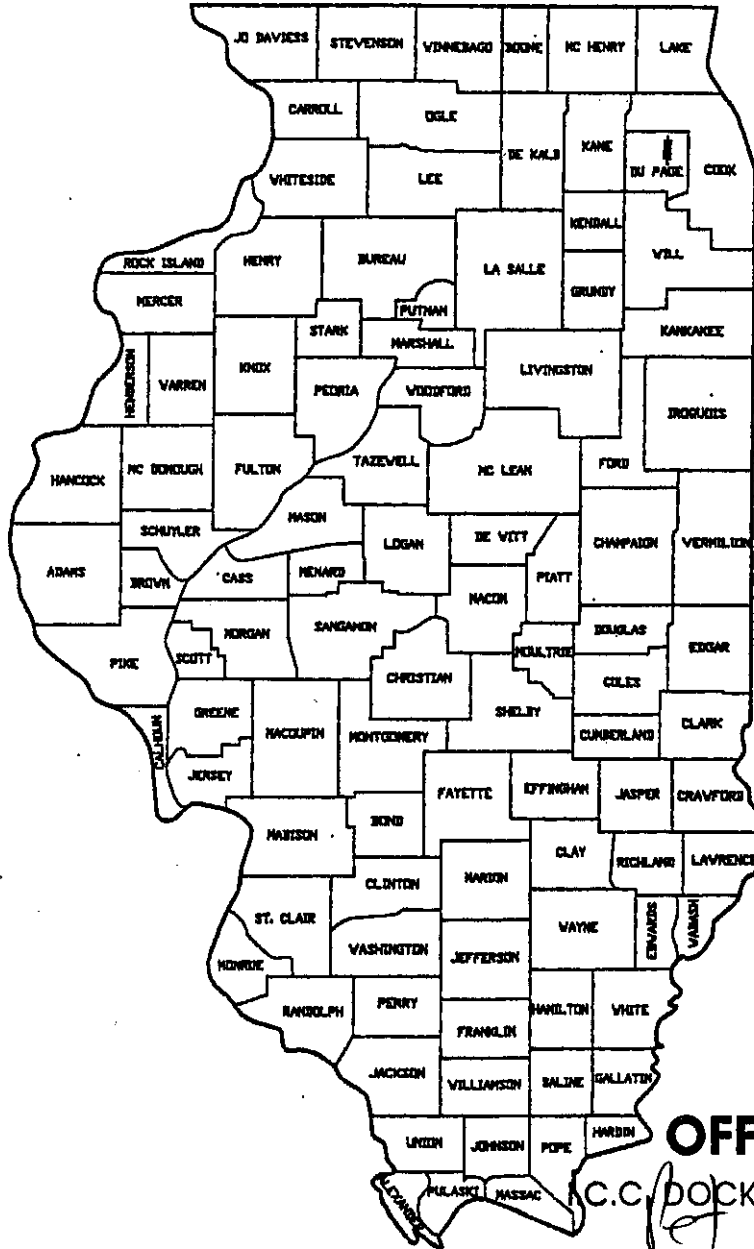 JO DAVIESS STEVENSON WINNEBAGO BOONE MC HENRY LAKE
CARROLL OGLE DE KALB KANE DU PAGE COOK
WHITESIDE LEE
KENDALL
ROCK ISLAND HENRY BUREAU LA SALLE WILL
GRUNDY
MERCER PUTNAM
STARK MARSHALL KANKAKEE
HENDERSON WARREN KNOX PEORIA WOODFORD LIVINGSTON IROQUOIS
HANCOCK MC DONOUGH FULTON TAZEWELL MC LEAN FORD
MASON
SCHUYLER LOGAN DE WITT CHAMPAION VERMILION
ADAMS BROWN CASS MENARD PIATT
MACON
MORGAN SANGAMON DOUGLAS
PIKE SCOTT MOULTRIE EDGAR
CHRISTIAN COLES
GREENE SHELBY
CALHOUN MACOUPIN MONTGOMERY CUMBERLAND CLARK
JERSEY
FAYETTE EFFINGHAM JASPER CRAWFORD
MADISON BOND
CLAY RICHLAND LAWRENCE
CLINTON MARION
ST. CLAIR WAYNE EDWARDS WABASH
WASHINGTON JEFFERSON
MONROE
RANDOLPH PERRY HAMILTON WHITE
FRANKLIN
JACKSON WILLIAMSON SALINE GALLATIN
UNION JOHNSON POPE HARDIN OFF
ALEXANDER PULASKI MASSAC C.C. DOCK